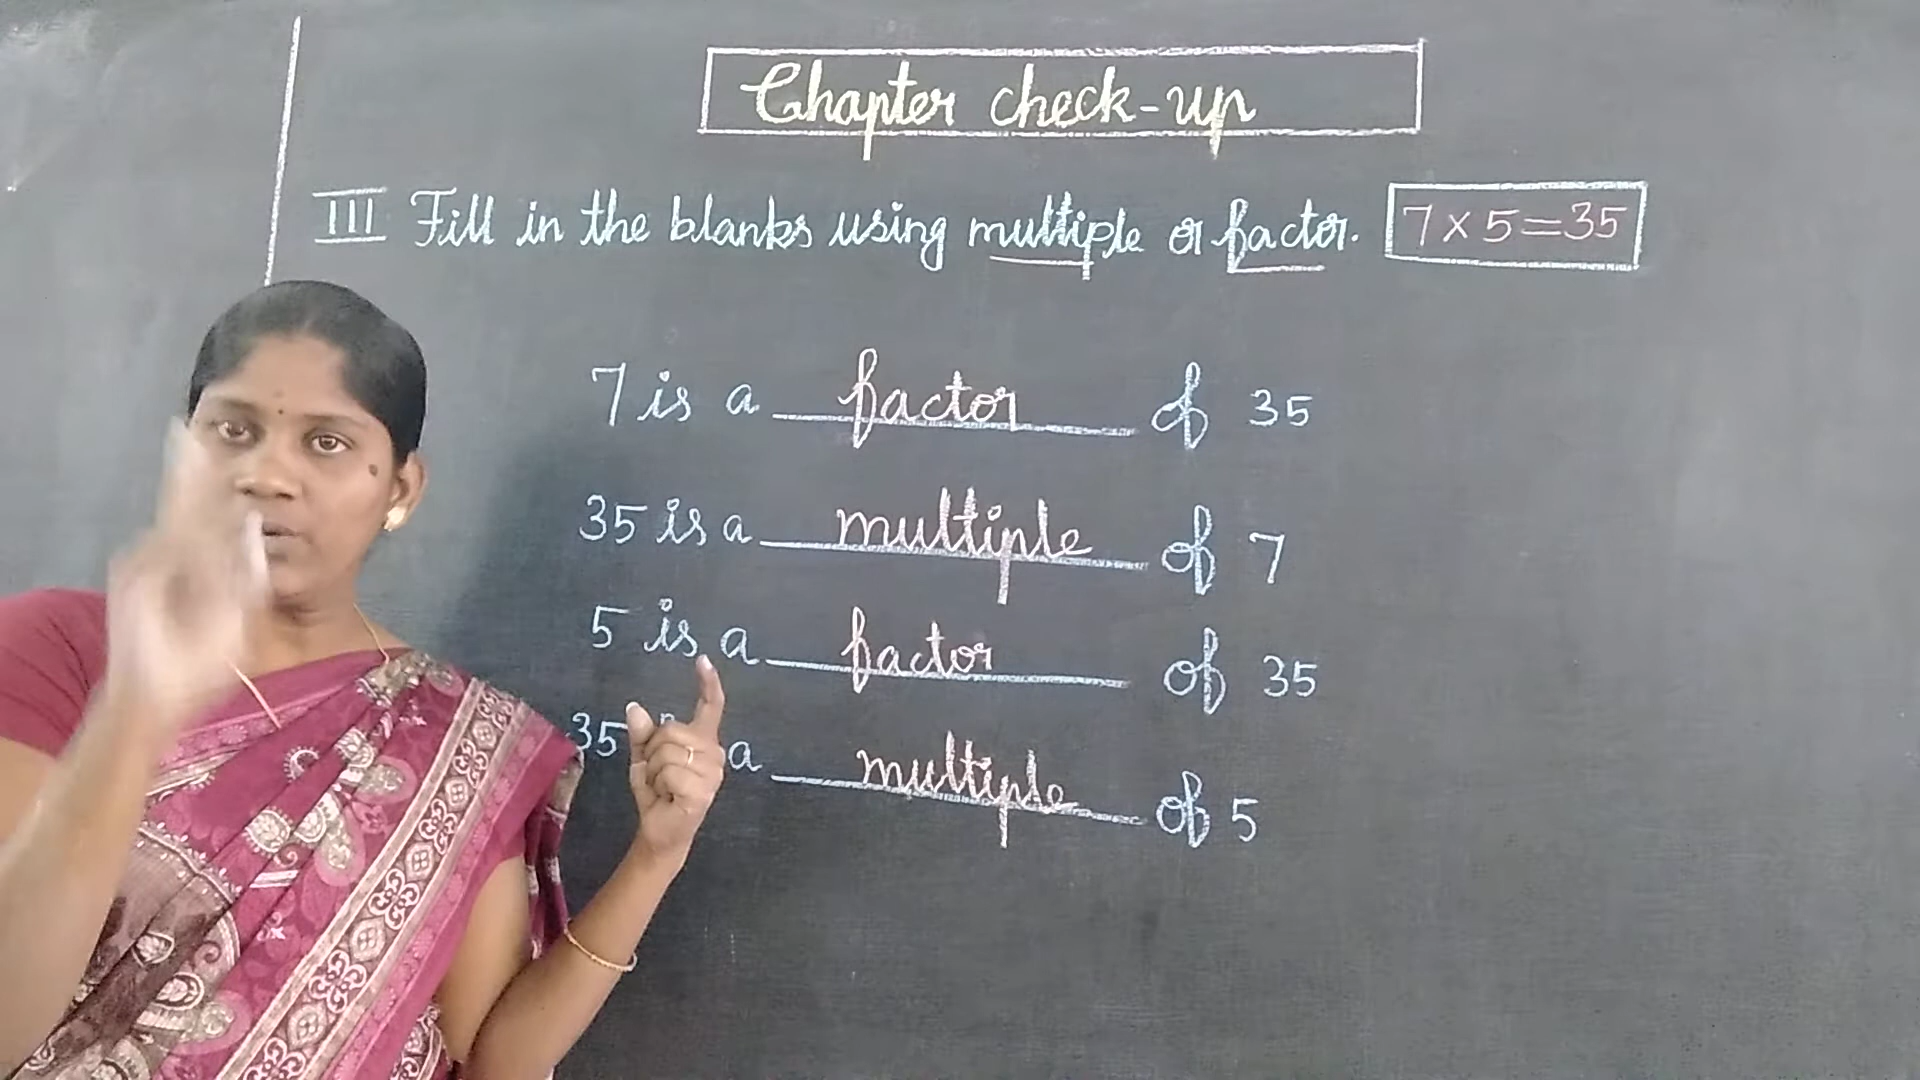 Chapter check-up
III Fill in the blanks using multiple or factor. 7 x 5 = 35
7 is a factor of 35
35 is a multiple of 7
5 is a factor of 35
35 a multiple of 5